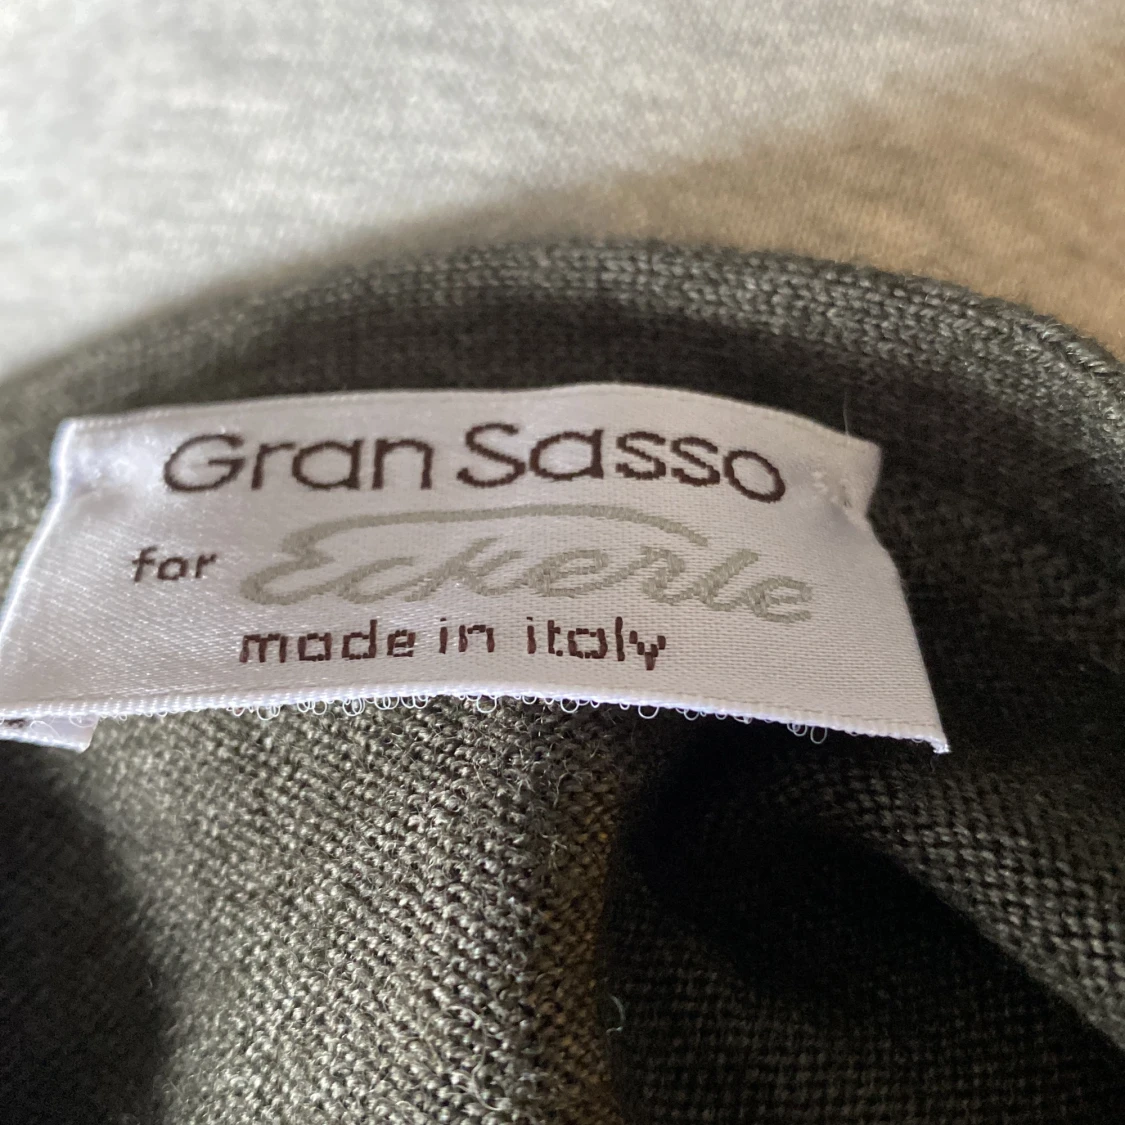 Gran Sasso
for Eckerle
made in italy